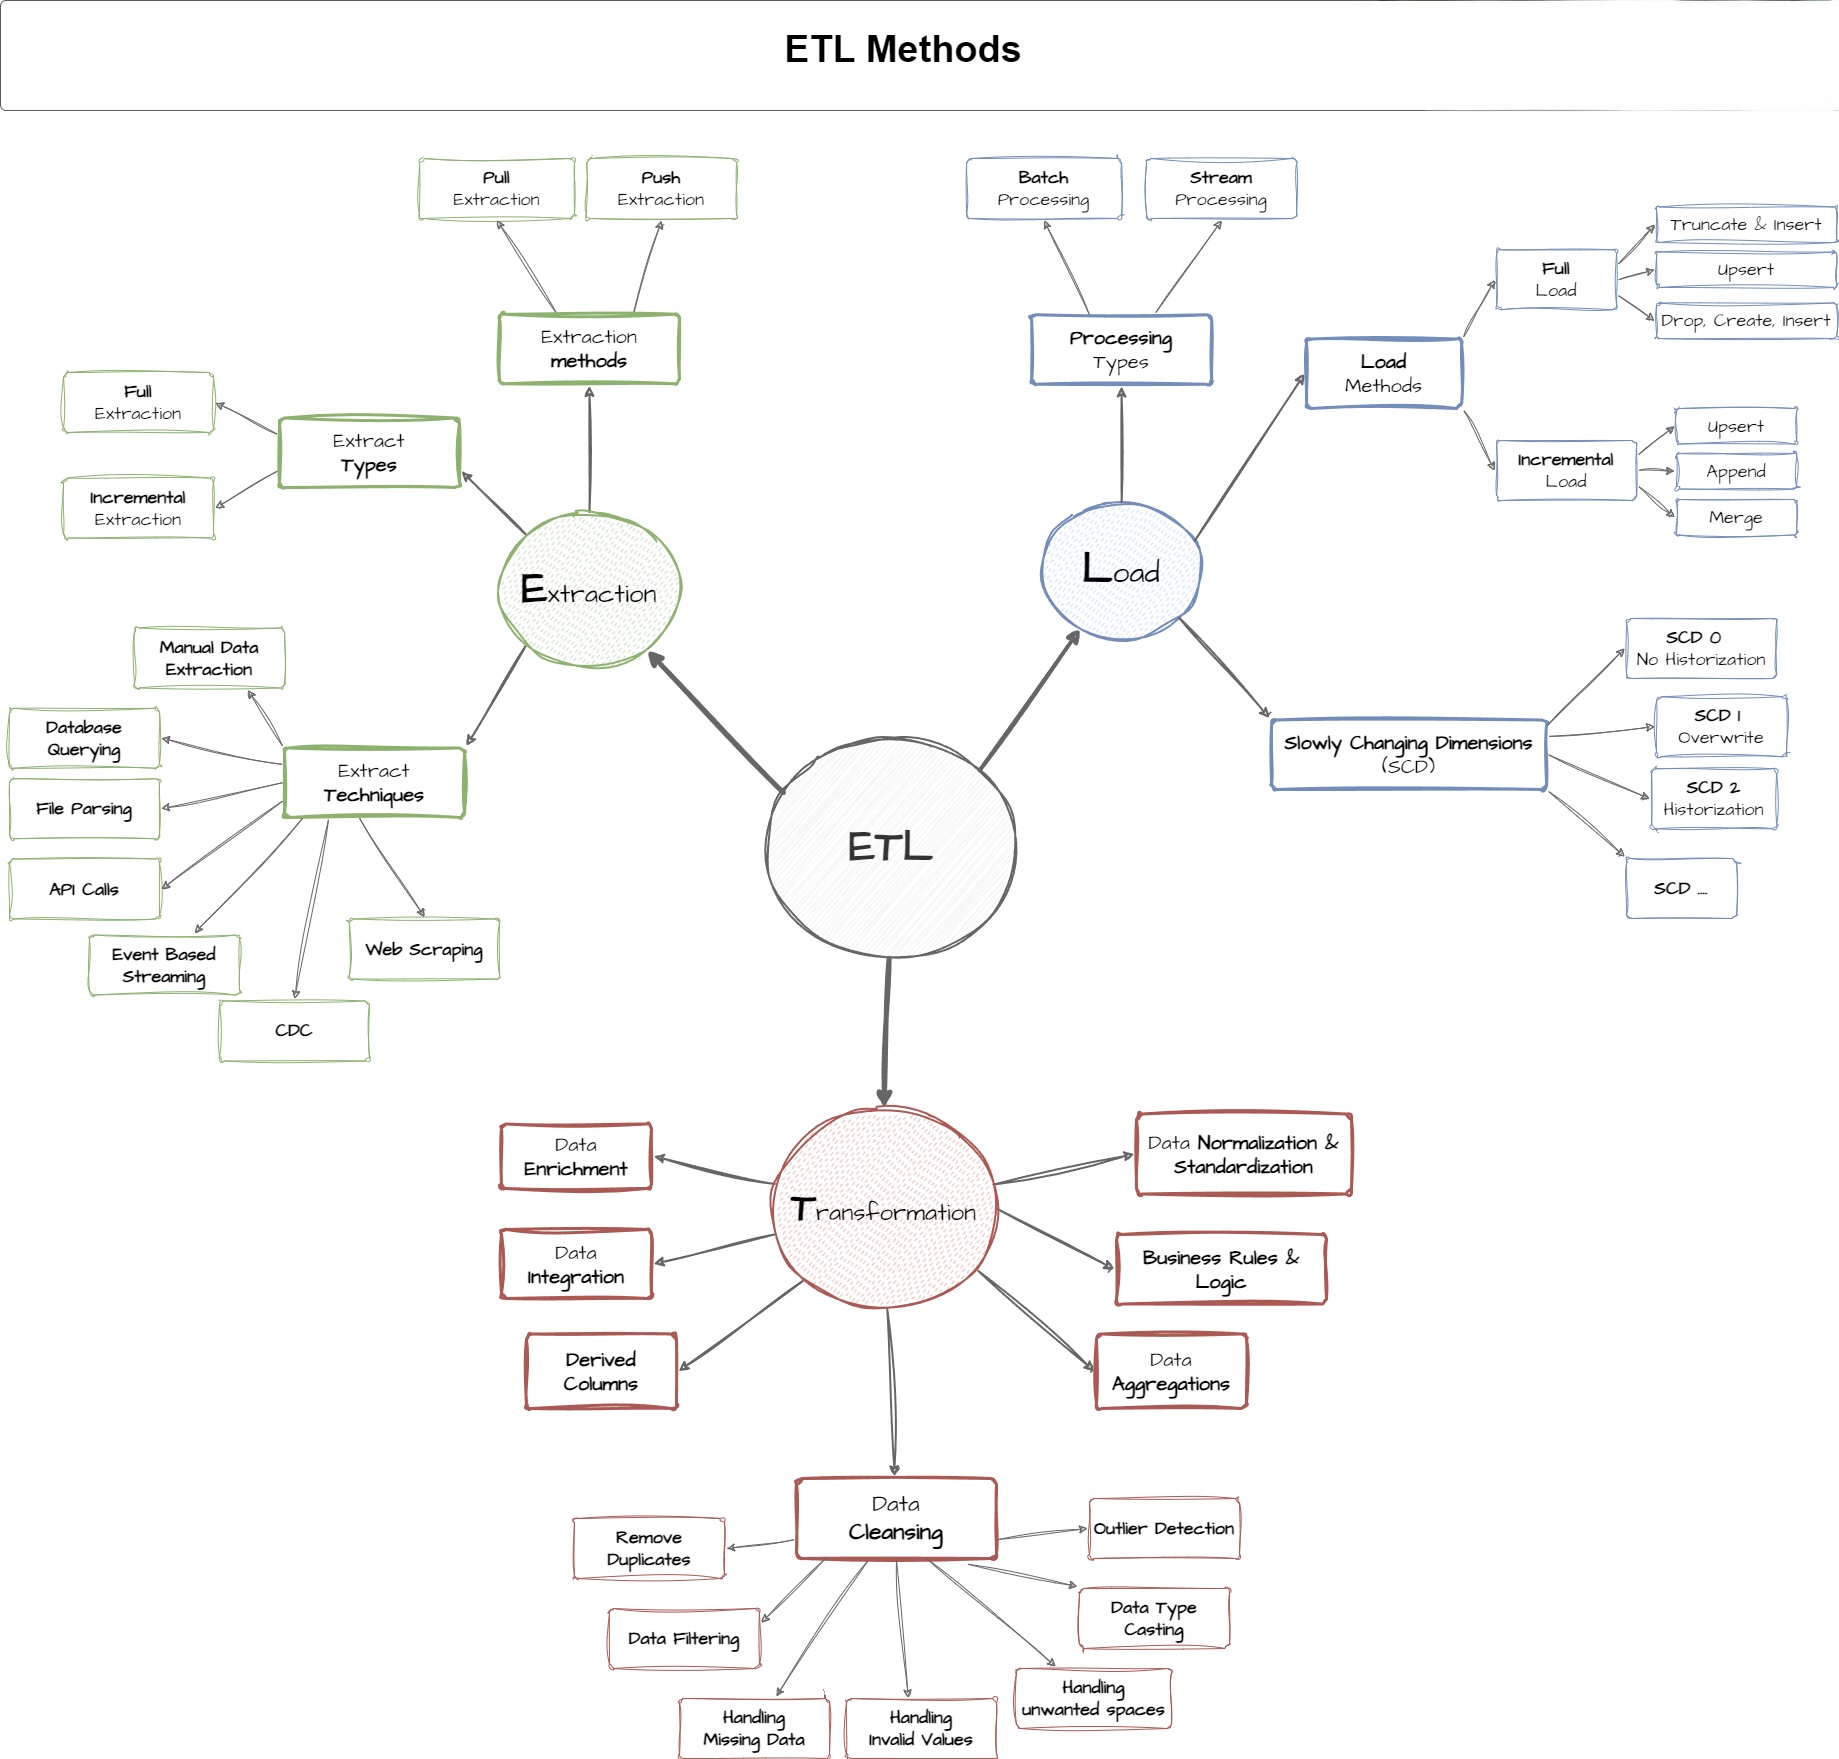 ETL Methods
Pull
Extraction
Push
Extraction
Extraction
methods
Full
Extraction
Incremental
Extraction
Extract
Types
Extraction
Manual Data
Extraction
Database
Querying
File Parsing
API Calls
Event Based
Streaming
CDC
Web Scraping
Extract
Techniques
Batch
Processing
Stream
Processing
Processing
Types
Load
Load
Methods
Full
Load
Truncate & Insert
Upsert
Drop, Create, Insert
Incremental
Load
Upsert
Append
Merge
Slowly Changing Dimensions
(SCD)
SCD 0
No Historization
SCD 1
Overwrite
SCD 2
Historization
SCD ....
ETL
Transformation
Data
Enrichment
Data
Integration
Derived
Columns
Data Normalization &
Standardization
Business Rules &
Logic
Data
Aggregations
Data
Cleansing
Remove
Duplicates
Data Filtering
Handling
Missing Data
Handling
Invalid Values
Handling
unwanted spaces
Data Type
Casting
Outlier Detection